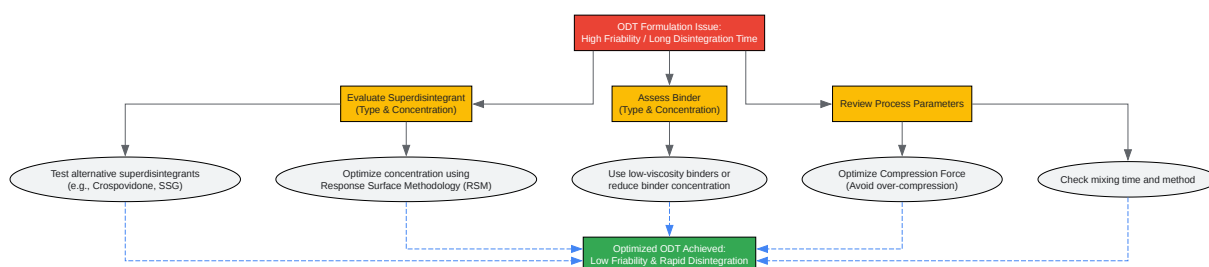 ODT Formulation Issue:
High Friability / Long Disintegration Time
Evaluate Superdisintegrant
(Type & Concentration)
Assess Binder
(Type & Concentration)
Review Process Parameters
Test alternative superdisintegrants
(e.g., Crospovidone, SSG)
Optimize concentration using
Response Surface Methodology (RSM)
Use low-viscosity binders or
reduce binder concentration
Optimize Compression Force
(Avoid over-compression)
Check mixing time and method
Optimized ODT Achieved:
Low Friability & Rapid Disintegration